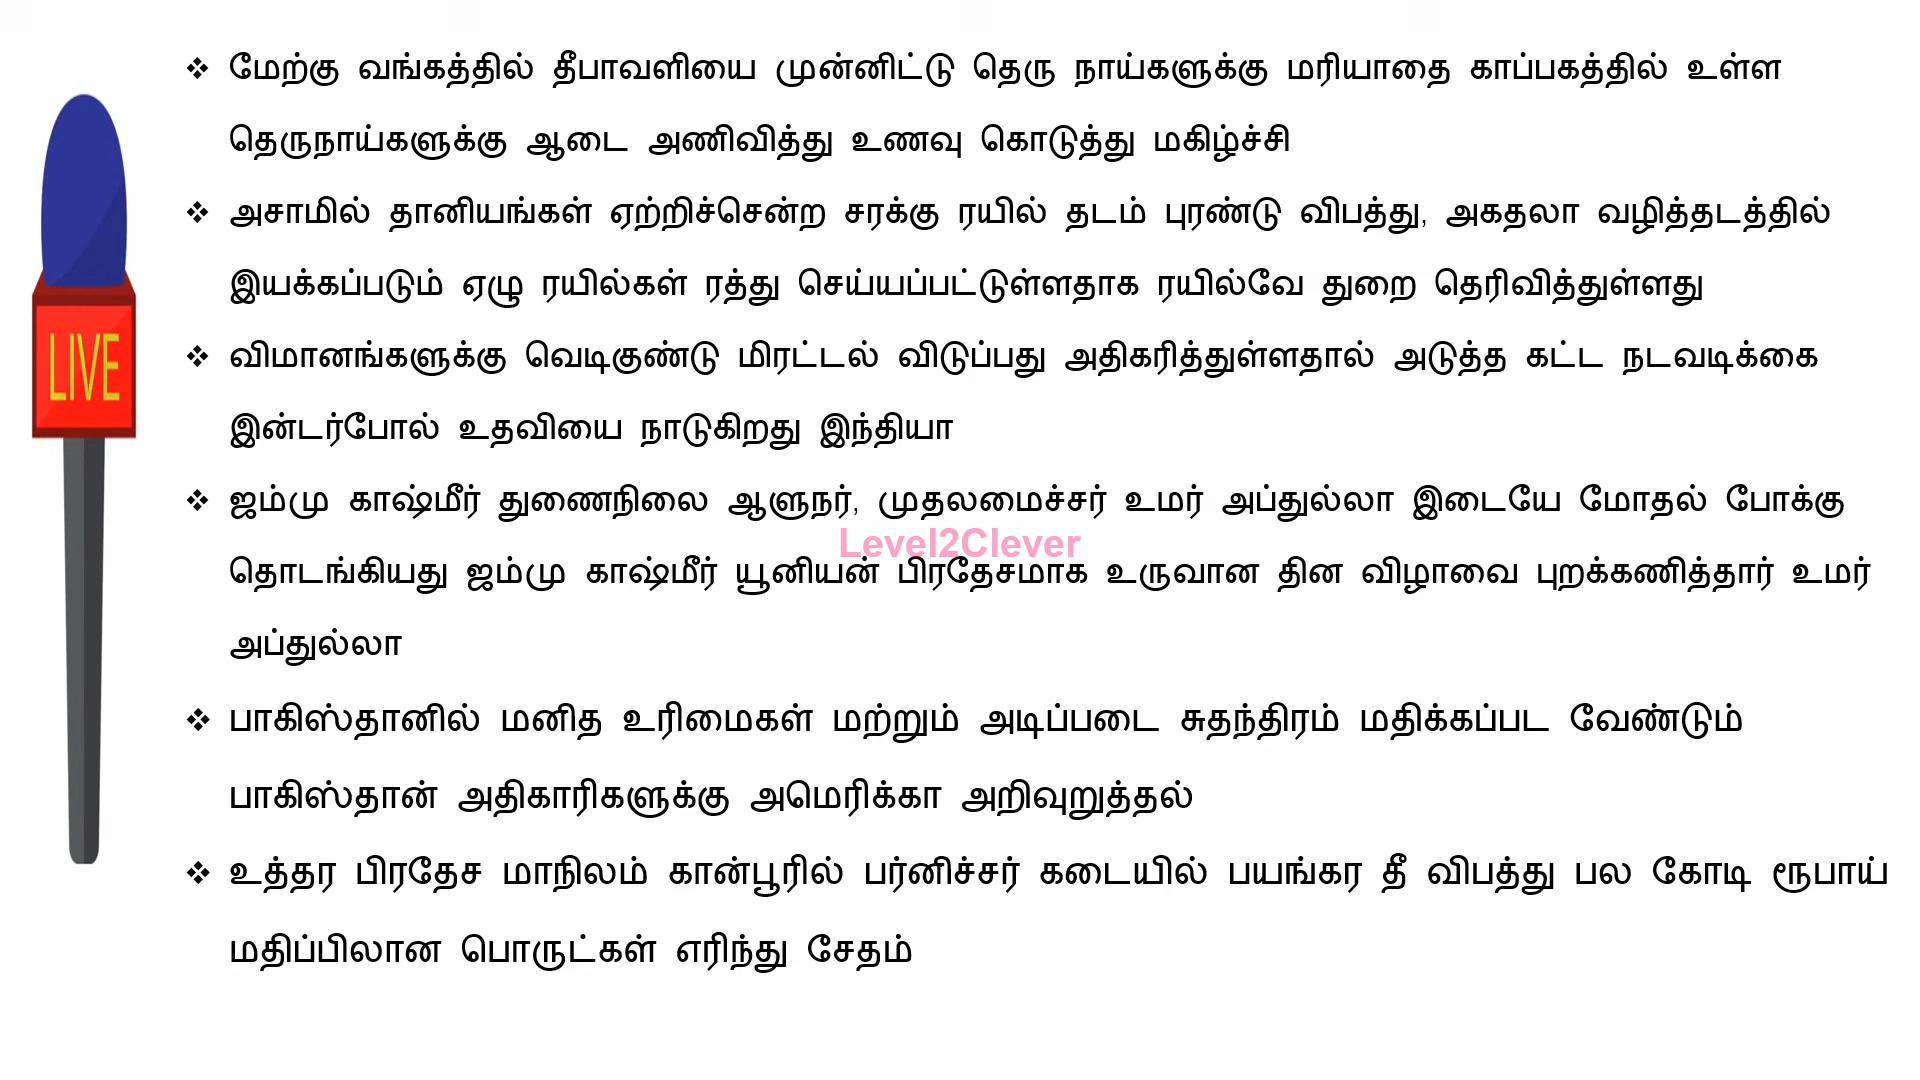 ❖ மேற்கு வங்கத்தில் தீபாவளியை முன்னிட்டு தெரு நாய்களுக்கு மரியாதை காப்பகத்தில் உள்ள
தெருநாய்களுக்கு ஆடை அணிவித்து உணவு கொடுத்து மகிழ்ச்சி
❖ அசாமில் தானியங்கள் ஏற்றிச்சென்ற சரக்கு ரயில் தடம் புரண்டு விபத்து, அகதலா வழித்தடத்தில்
இயக்கப்படும் ஏழு ரயில்கள் ரத்து செய்யப்பட்டுள்ளதாக ரயில்வே துறை தெரிவித்துள்ளது
LIVE
❖ விமானங்களுக்கு வெடிகுண்டு மிரட்டல் விடுப்பது அதிகரித்துள்ளதால் அடுத்த கட்ட நடவடிக்கை
இன்டர்போல் உதவியை நாடுகிறது இந்தியா
❖ ஜம்மு காஷ்மீர் துணைநிலை ஆளுநர், முதலமைச்சர் உமர் அப்துல்லா இடையே மோதல் போக்கு
Level2Clever
தொடங்கியது ஜம்மு காஷ்மீர் யூனியன் பிரதேசமாக உருவான தின விழாவை புறக்கணித்தார் உமர்
அப்துல்லா
❖ பாகிஸ்தானில் மனித உரிமைகள் மற்றும் அடிப்படை சுதந்திரம் மதிக்கப்பட வேண்டும்
பாகிஸ்தான் அதிகாரிகளுக்கு அமெரிக்கா அறிவுறுத்தல்
❖ உத்தர பிரதேச மாநிலம் கான்பூரில் பர்னிச்சர் கடையில் பயங்கர தீ விபத்து பல கோடி ரூபாய்
மதிப்பிலான பொருட்கள் எரிந்து சேதம்